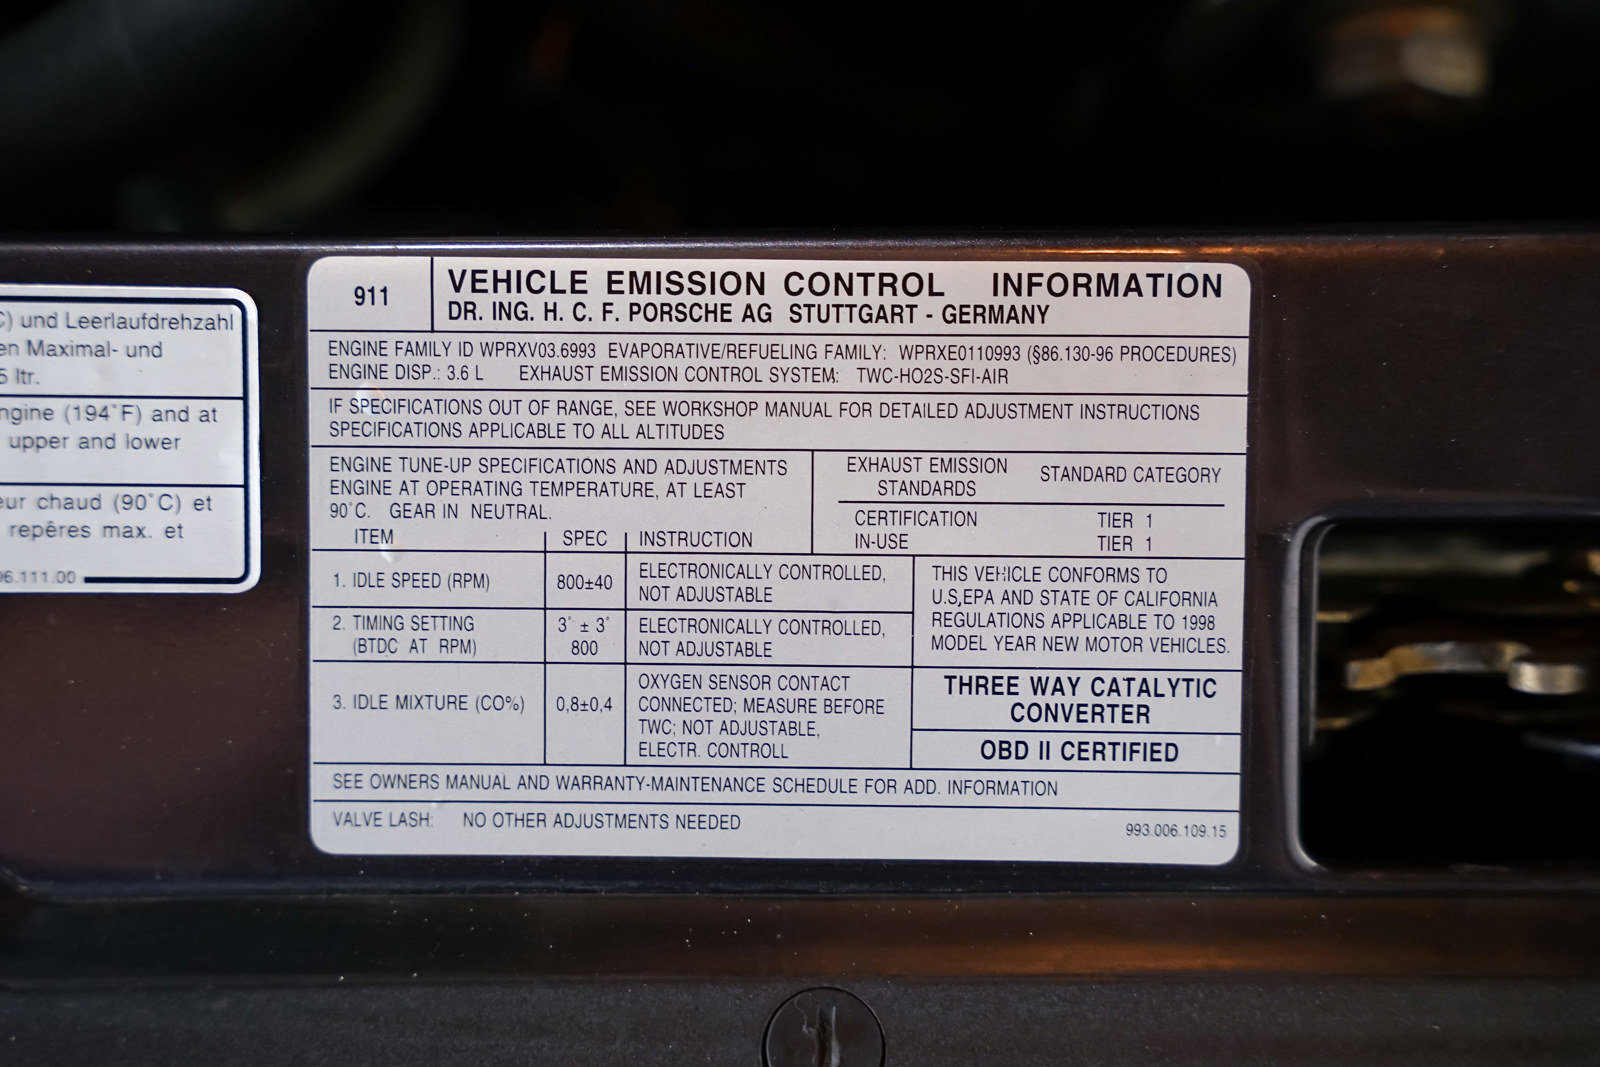 C) und Leerlaufdrehzahl
en Maximal- und
5 ltr.
ngine (194°F) and at
upper and lower
eur chaud (90°C) et
repêres max. et
06.111.00
911
VEHICLE EMISSION CONTROL INFORMATION
DR. ING. H. C. F. PORSCHE AG STUTTGART - GERMANY
ENGINE FAMILY ID WPRXV03.6993 EVAPORATIVE/REFUELING FAMILY: WPRXE0110993 (§86.130-96 PROCEDURES)
ENGINE DISP.: 3.6 L EXHAUST EMISSION CONTROL SYSTEM: TWC-HO2S-SFI-AIR
IF SPECIFICATIONS OUT OF RANGE, SEE WORKSHOP MANUAL FOR DETAILED ADJUSTMENT INSTRUCTIONS
SPECIFICATIONS APPLICABLE TO ALL ALTITUDES
ENGINE TUNE-UP SPECIFICATIONS AND ADJUSTMENTS
ENGINE AT OPERATING TEMPERATURE, AT LEAST
90°C. GEAR IN NEUTRAL.
ITEM SPEC INSTRUCTION
EXHAUST EMISSION STANDARDS STANDARD CATEGORY
CERTIFICATION TIER 1
IN-USE TIER 1
1. IDLE SPEED (RPM) 800±40 ELECTRONICALLY CONTROLLED,
NOT ADJUSTABLE
2. TIMING SETTING 3° ± 3° ELECTRONICALLY CONTROLLED,
(BTDC AT RPM) 800 NOT ADJUSTABLE
3. IDLE MIXTURE (CO%) 0,8±0,4 OXYGEN SENSOR CONTACT
CONNECTED; MEASURE BEFORE
TWC; NOT ADJUSTABLE,
ELECTR. CONTROLL
THIS VEHICLE CONFORMS TO
U.S,EPA AND STATE OF CALIFORNIA
REGULATIONS APPLICABLE TO 1998
MODEL YEAR NEW MOTOR VEHICLES.
THREE WAY CATALYTIC
CONVERTER
OBD II CERTIFIED
SEE OWNERS MANUAL AND WARRANTY-MAINTENANCE SCHEDULE FOR ADD. INFORMATION
VALVE LASH: NO OTHER ADJUSTMENTS NEEDED
993.006.109.15